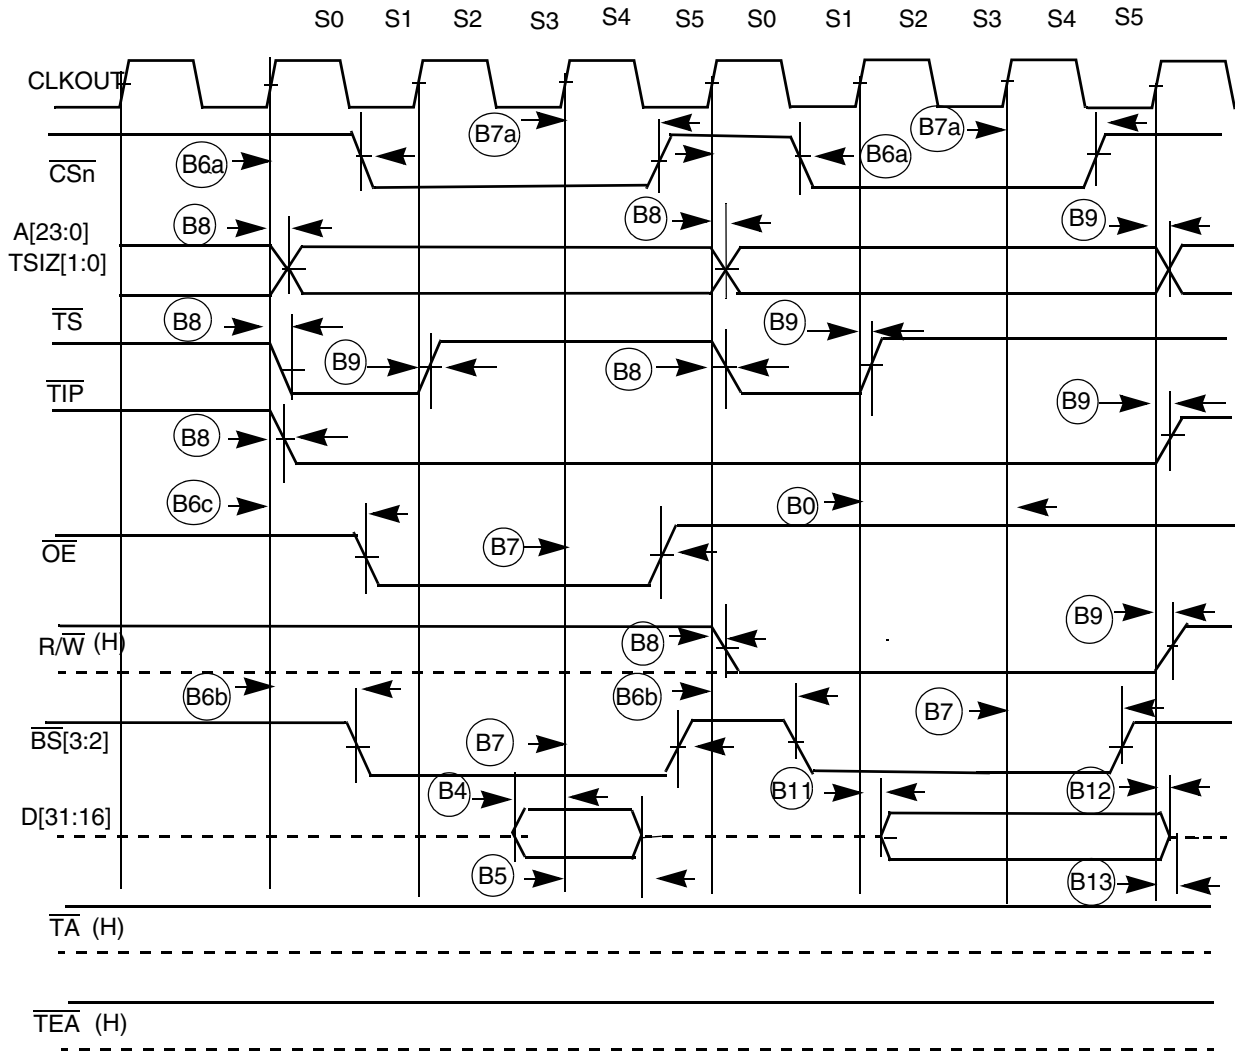 S0 S1 S2 S3 S4 S5 S0 S1 S2 S3 S4 S5
CLKOUT
B7a B7a
B6a B6a
CSn
B8 B8 B9
A[23:0]
TSIZ[1:0]
TS B8 B9
B9 B8
TIP B9
B8
B6c B0
OE B7
R/W (H) B8 B9
B6b B6b B7
BS[3:2] B7
B4 B11 B12
D[31:16]
B5 B13
TA (H)
TEA (H)